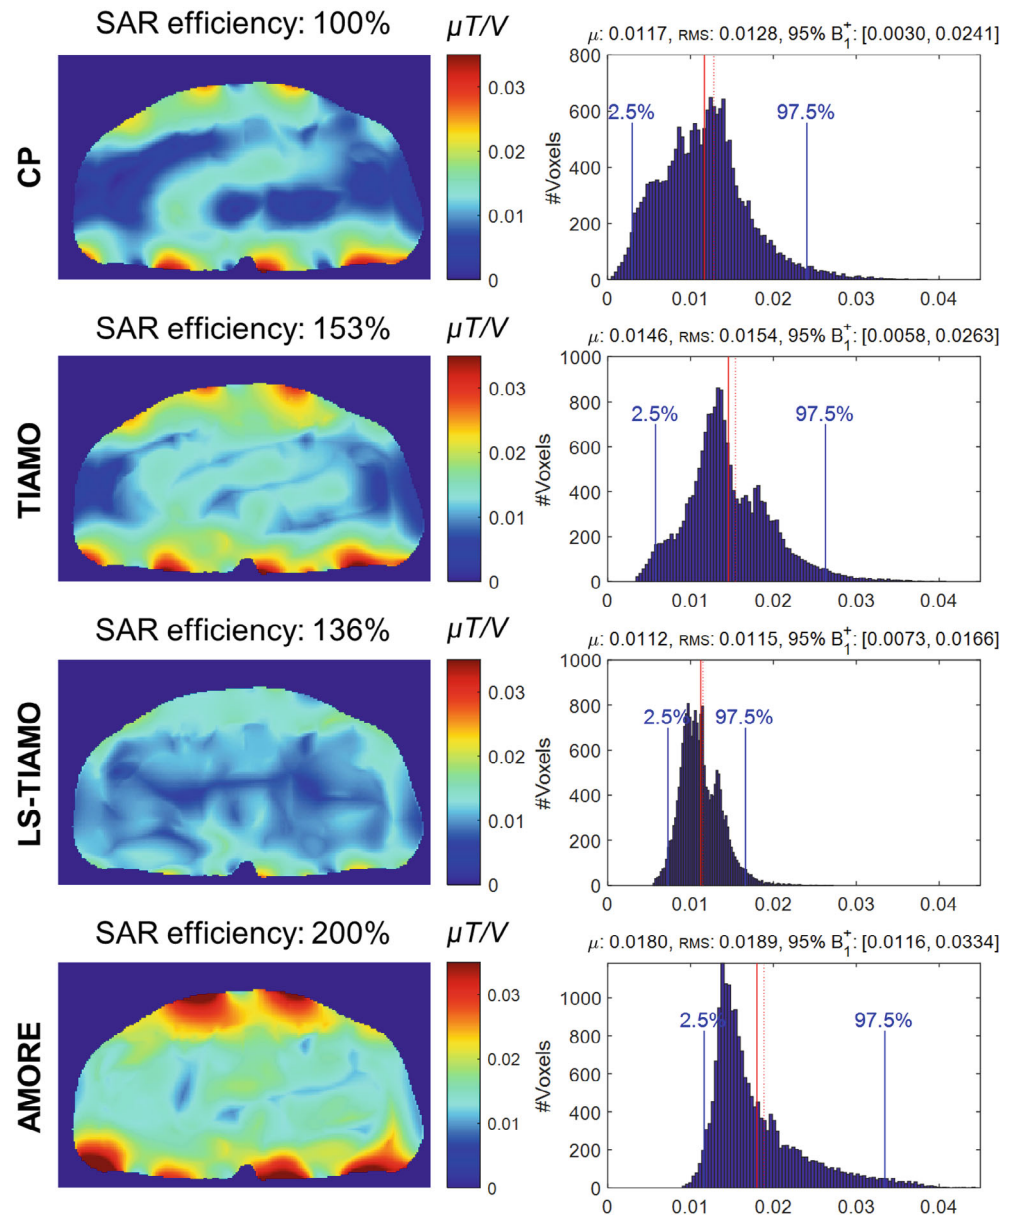 SAR efficiency: 100%
μT/V
μ: 0.0117, RMS: 0.0128, 95% B₁⁺: [0.0030, 0.0241]
CP
0.03
0.02
0.01
0
#Voxels
800
600
400
200
0
2.5%
97.5%
0 0.01 0.02 0.03 0.04
SAR efficiency: 153%
μT/V
μ: 0.0146, RMS: 0.0154, 95% B₁⁺: [0.0058, 0.0263]
TIAMO
0.03
0.02
0.01
0
#Voxels
1000
800
600
400
200
0
2.5%
97.5%
0 0.01 0.02 0.03 0.04
SAR efficiency: 136%
μT/V
μ: 0.0112, RMS: 0.0115, 95% B₁⁺: [0.0073, 0.0166]
LS-TIAMO
0.03
0.02
0.01
0
#Voxels
1000
800
600
400
200
0
2.5%
97.5%
0 0.01 0.02 0.03 0.04
SAR efficiency: 200%
μT/V
μ: 0.0180, RMS: 0.0189, 95% B₁⁺: [0.0116, 0.0334]
AMORE
0.03
0.02
0.01
0
#Voxels
1000
800
600
400
200
0
2.5%
97.5%
0 0.01 0.02 0.03 0.04